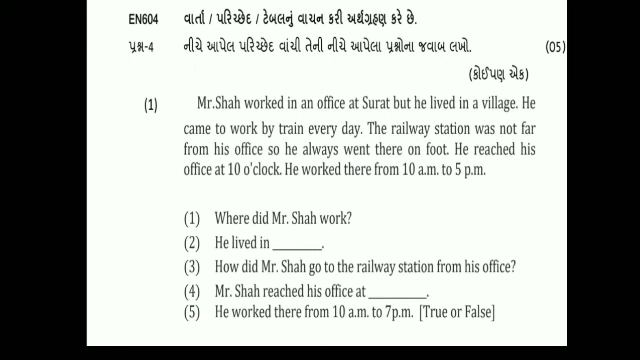 EN604 વાર્તા / પરિચ્છેદ / ટેબલનું વાચન કરી અર્થગ્રહણ કરે છે.
પ્રશ્ન-4 નીચે આપેલ પરિચ્છેદ વાંચી તેની નીચે આપેલા પ્રશ્નોના જવાબ લખો. (05)
(કોઈપણ એક)
(1) Mr.Shah worked in an office at Surat but he lived in a village. He
came to work by train every day. The railway station was not far
from his office so he always went there on foot. He reached his
office at 10 o'clock. He worked there from 10 a.m. to 5 p.m.
(1) Where did Mr. Shah work?
(2) He lived in _________.
(3) How did Mr. Shah go to the railway station from his office?
(4) Mr. Shah reached his office at __________.
(5) He worked there from 10 a.m. to 7p.m. [True or False]